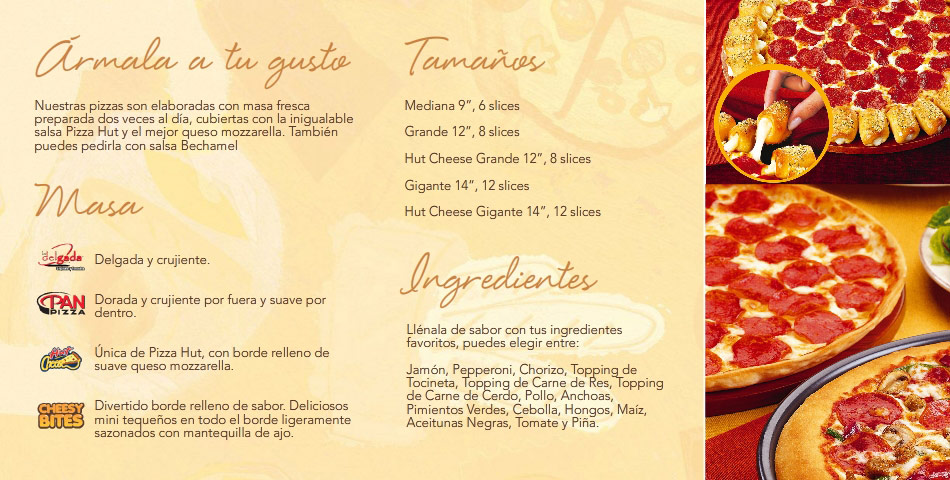 Ármala a tu gusto
Nuestras pizzas son elaboradas con masa fresca
preparada dos veces al día, cubiertas con la inigualable
salsa Pizza Hut y el mejor queso mozzarella. También
puedes pedirla con salsa Bechamel
Masa
La delgada
Delgada y crujiente.
PAN
PIZZA
Dorada y crujiente por fuera y suave por
dentro.
Hut
Cheese
Única de Pizza Hut, con borde relleno de
suave queso mozzarella.
CHEESY
BITES
Divertido borde relleno de sabor. Deliciosos
mini tequeños en todo el borde ligeramente
sazonados con mantequilla de ajo.
Tamaños
Mediana 9”, 6 slices
Grande 12”, 8 slices
Hut Cheese Grande 12”, 8 slices
Gigante 14”, 12 slices
Hut Cheese Gigante 14”, 12 slices
Ingredientes
Llénala de sabor con tus ingredientes
favoritos, puedes elegir entre:
Jamón, Pepperoni, Chorizo, Topping de
Tocineta, Topping de Carne de Res, Topping
de Carne de Cerdo, Pollo, Anchoas,
Pimientos Verdes, Cebolla, Hongos, Maíz,
Aceitunas Negras, Tomate y Piña.